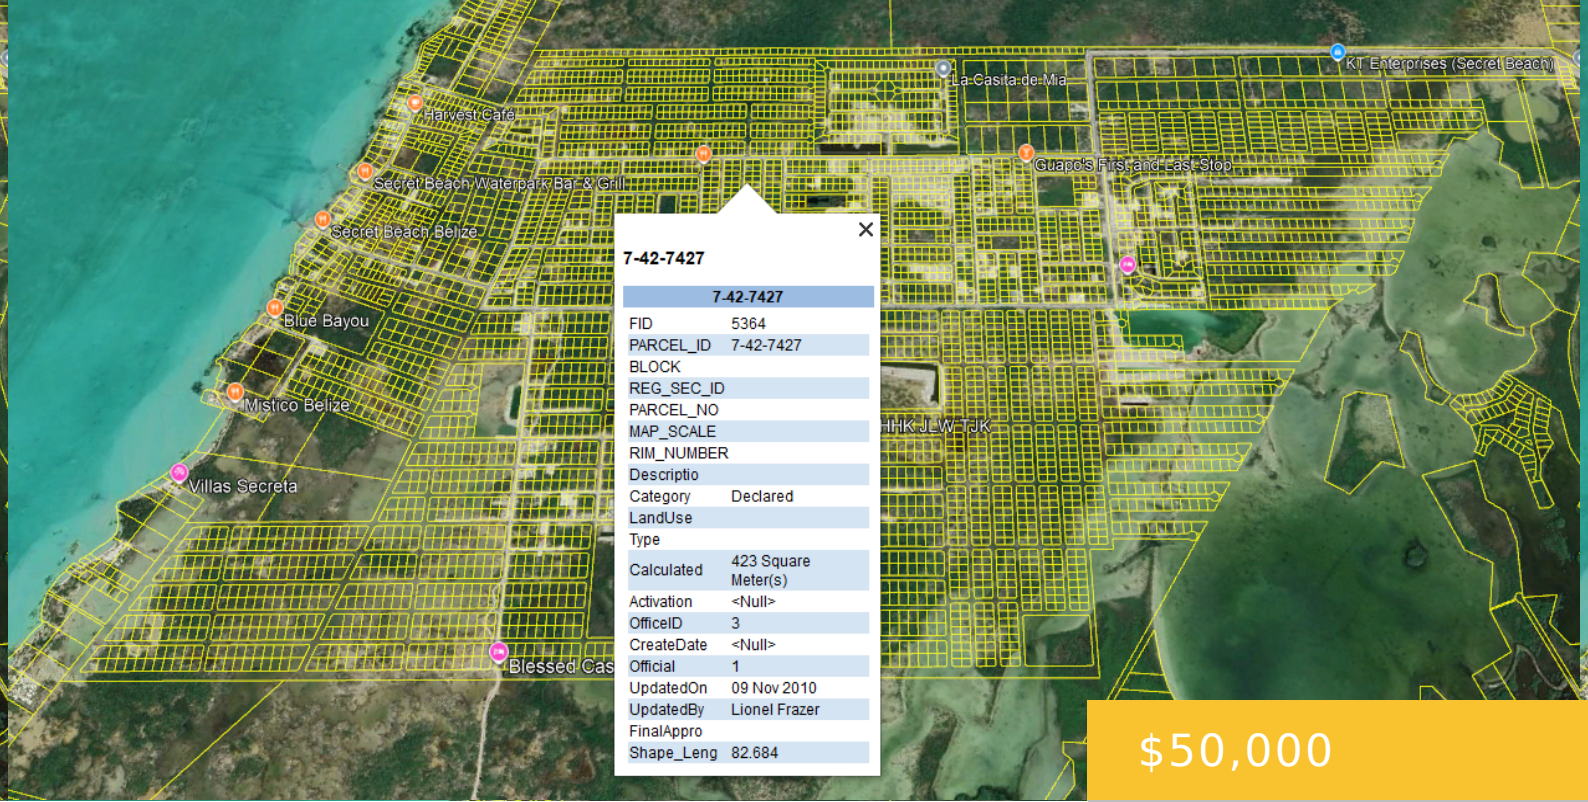 KT Enterprises (Secret Beach)
La Casita de Mia
Harvest Café
Guapo's First and Last Stop
Secret Beach Waterpark Bar & Grill
Secret Beach Belize
Blue Bayou
Mistico Belize
HHK JLW TJK
Villas Secreta
Blessed Cas
7-42-7427
7-42-7427
FID 5364
PARCEL_ID 7-42-7427
BLOCK
REG_SEC_ID
PARCEL_NO
MAP_SCALE
RIM_NUMBER
Descriptio
Category Declared
LandUse
Type
Calculated 423 Square
Meter(s)
Activation <Null>
OfficeID 3
CreateDate <Null>
Official 1
UpdatedOn 09 Nov 2010
UpdatedBy Lionel Frazer
FinalAppro
Shape_Leng 82.684
$50,000